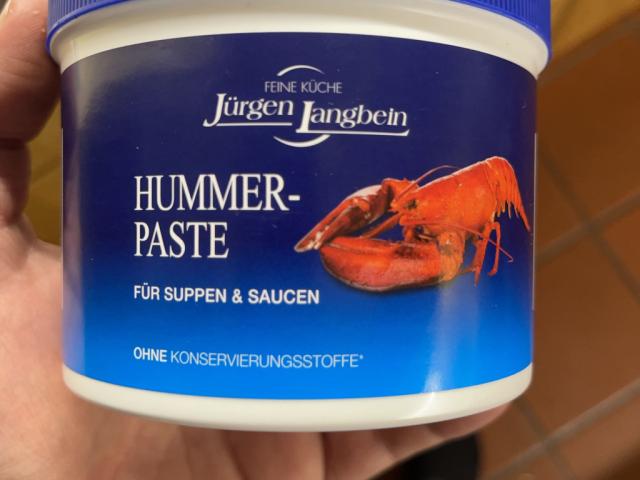 FEINE KÜCHE
Jürgen Langbein
HUMMER-
PASTE
FÜR SUPPEN & SAUCEN
OHNE KONSERVIERUNGSSTOFFE*